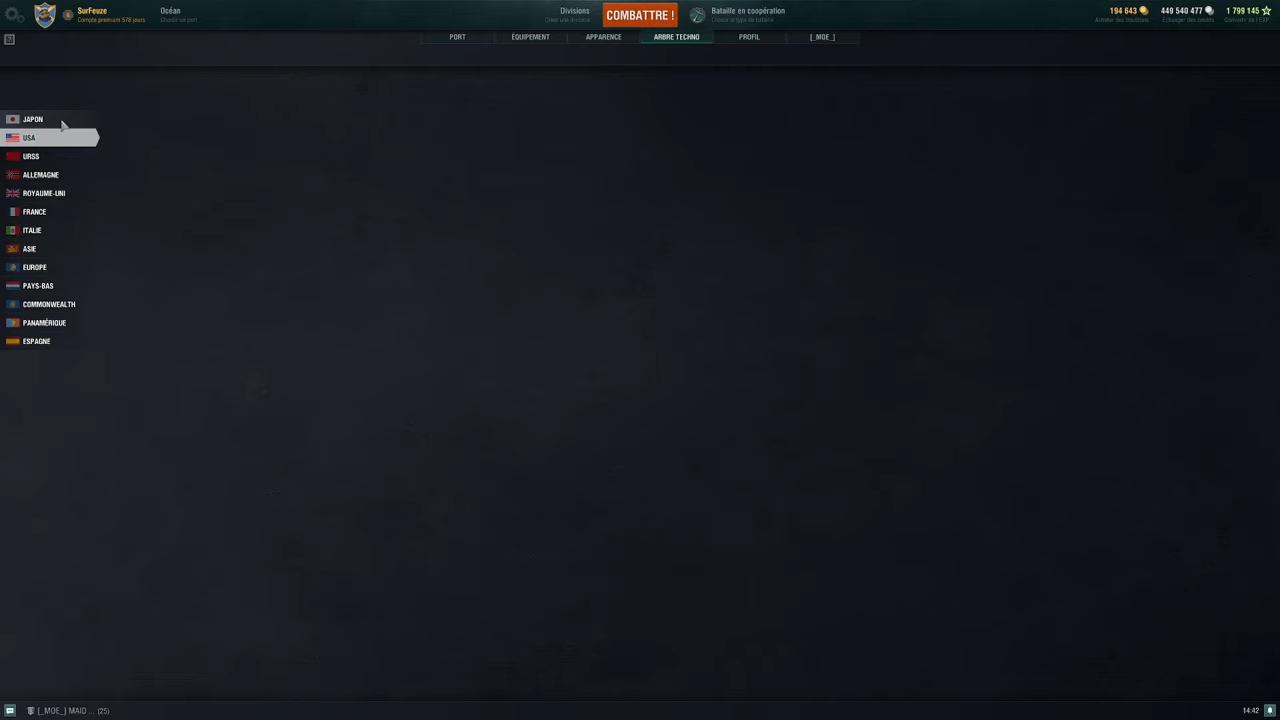 SurFeuze
Compte premium 578 jours
Océan
Choisir un port
Divisions
Créer une division
COMBATTRE !
Bataille en coopération
Choisir le type de bataille
194 643
Acheter des doublons
449 540 477
Échanger des crédits
1 799 145
Convertir de l'EXP
PORT
ÉQUIPEMENT
APPARENCE
ARBRE TECHNO
PROFIL
[_MOE_]
JAPON
USA
URSS
ALLEMAGNE
ROYAUME-UNI
FRANCE
ITALIE
ASIE
EUROPE
PAYS-BAS
COMMONWEALTH
PANAMÉRIQUE
ESPAGNE
[_MOE_] MAID ... (25)
14:42